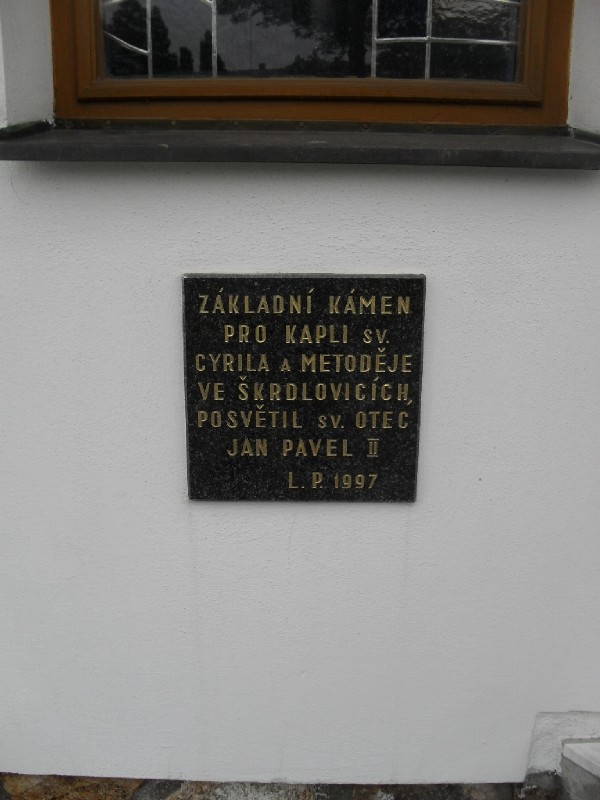 ZÁKLADNÍ KÁMEN
PRO KAPLI SV.
CYRILA A METODĚJE
VE ŠKRDLOVICÍCH,
POSVĚTIL SV. OTEC
JAN PAVEL II
L. P. 1997